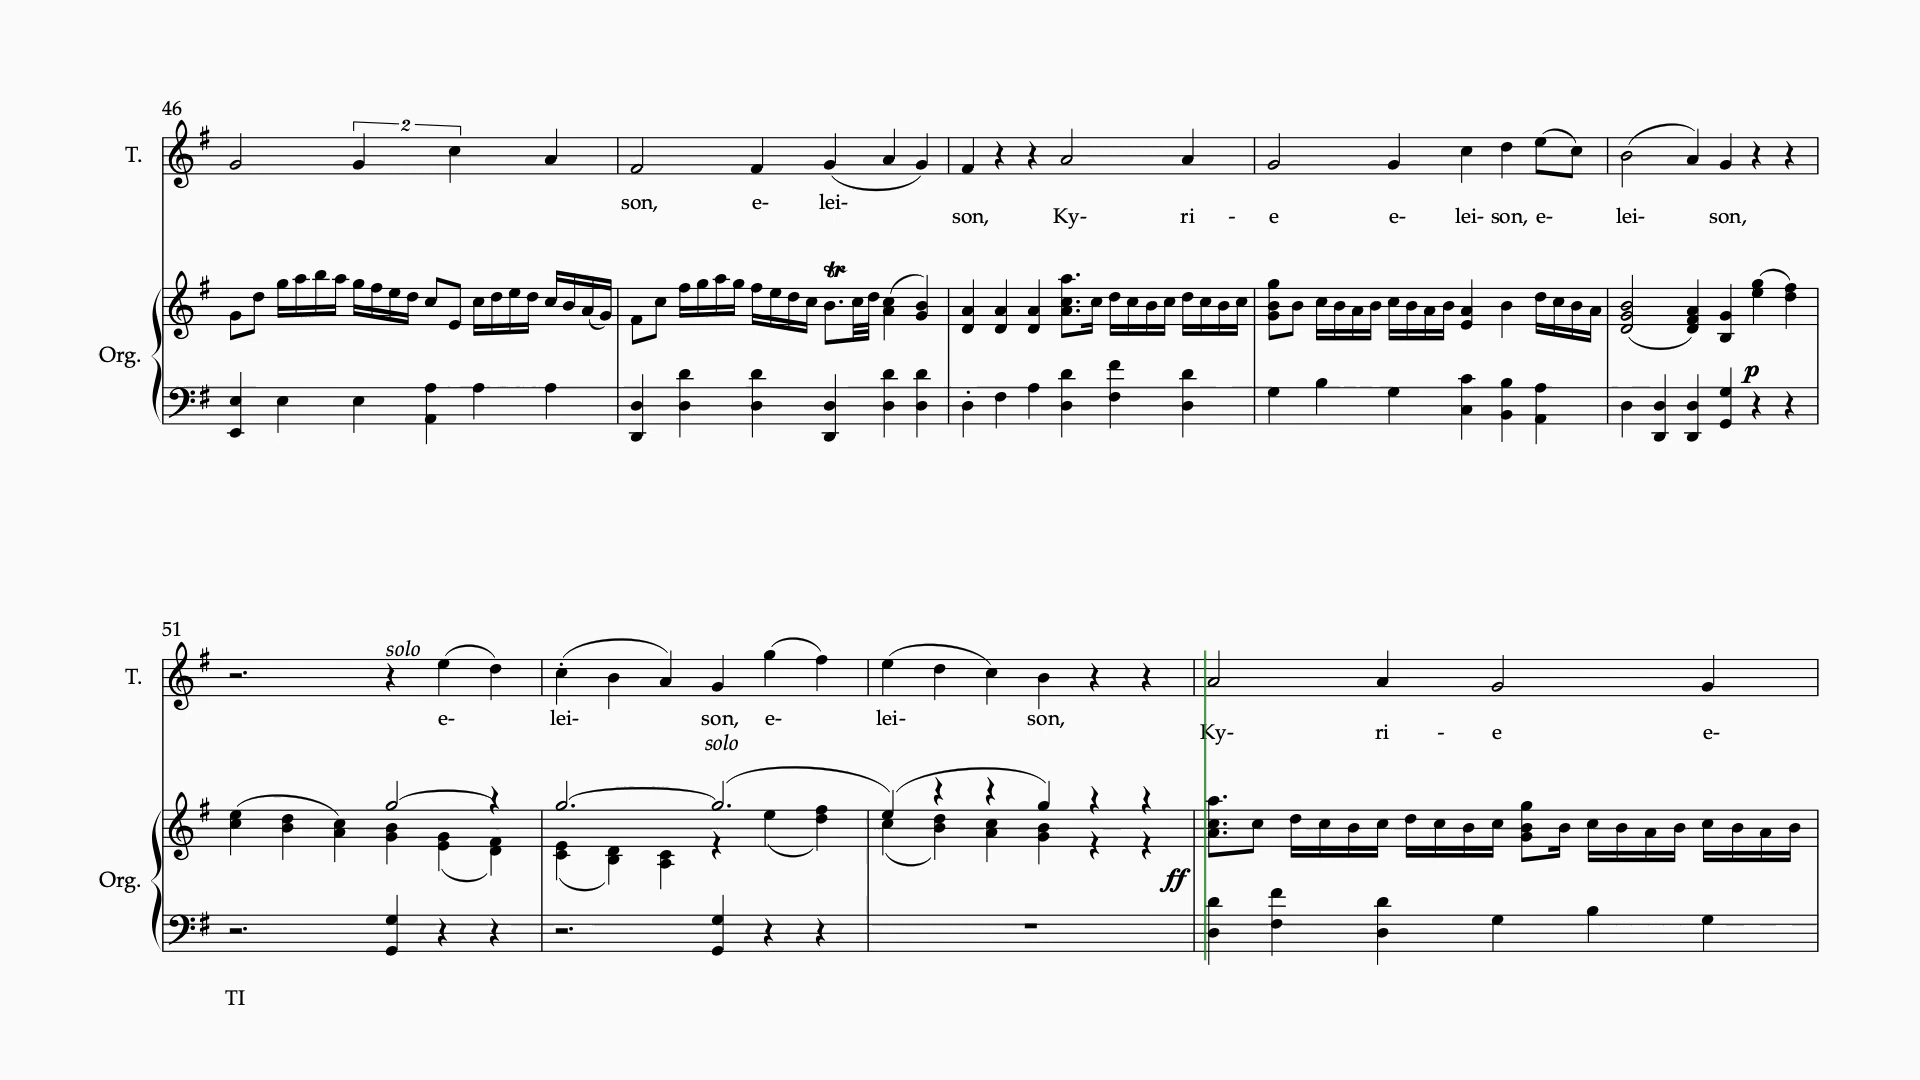 46
2
T.
son, e- lei-
son, Ky- ri - e e- lei- son, e- lei- son,
tr
Org.
p
51
solo
T.
e- lei- son, e- lei- son,
Ky- ri - e e-
solo
Org.
ff
TI